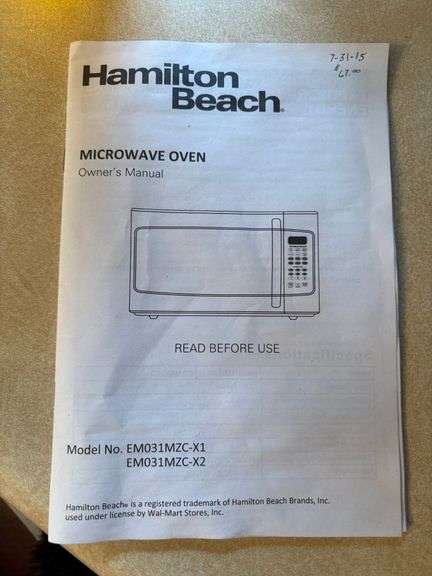 7-31-15
Hamilton
Beach®
MICROWAVE OVEN
Owner's Manual
READ BEFORE USE
Model No. EM031MZC-X1
EM031MZC-X2
Hamilton Beach® is a registered trademark of Hamilton Beach Brands, Inc.
used under license by Wal-Mart Stores, Inc.